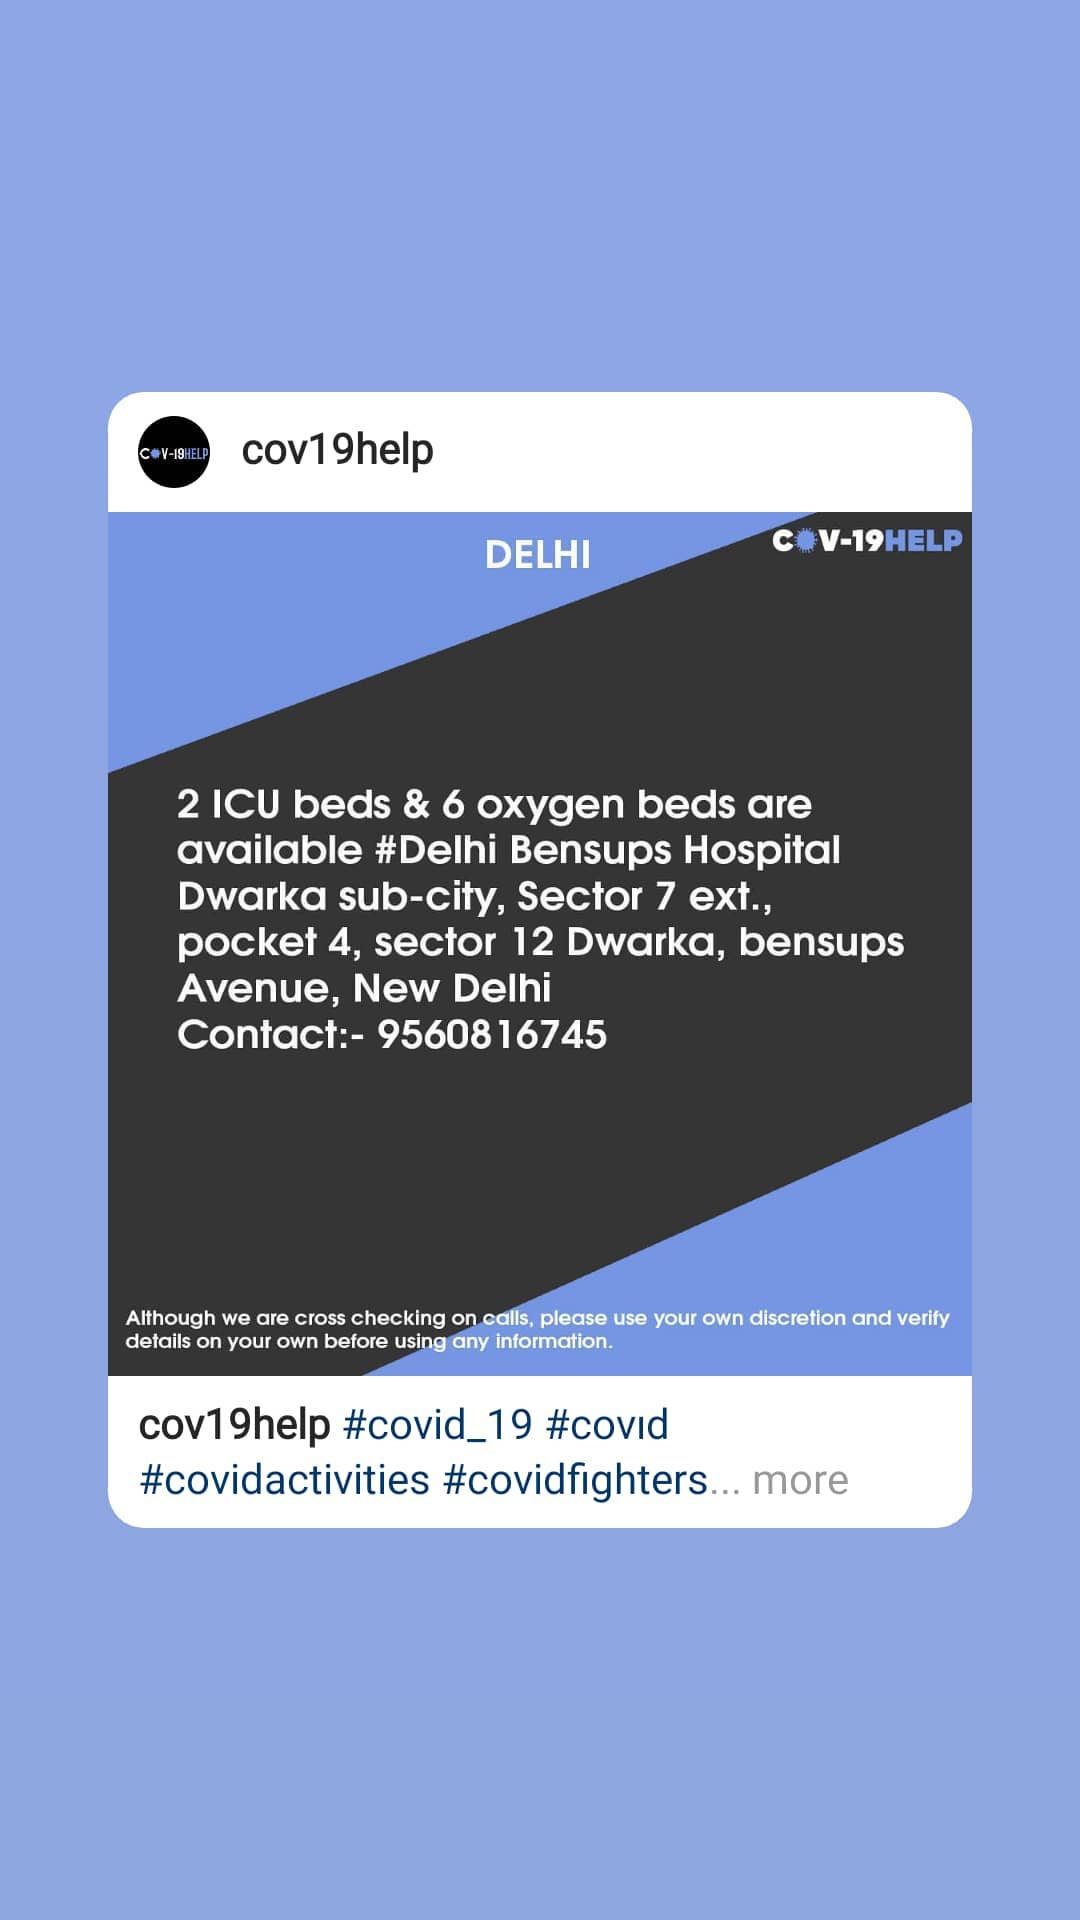 COV-19HELP
cov19help
DELHI
COV-19HELP
2 ICU beds & 6 oxygen beds are
available #Delhi Bensups Hospital
Dwarka sub-city, Sector 7 ext.,
pocket 4, sector 12 Dwarka, bensups
Avenue, New Delhi
Contact:- 9560816745
Although we are cross checking on calls, please use your own discretion and verify
details on your own before using any information.
cov19help #covid_19 #covıd
#covidactivities #covidfighters... more